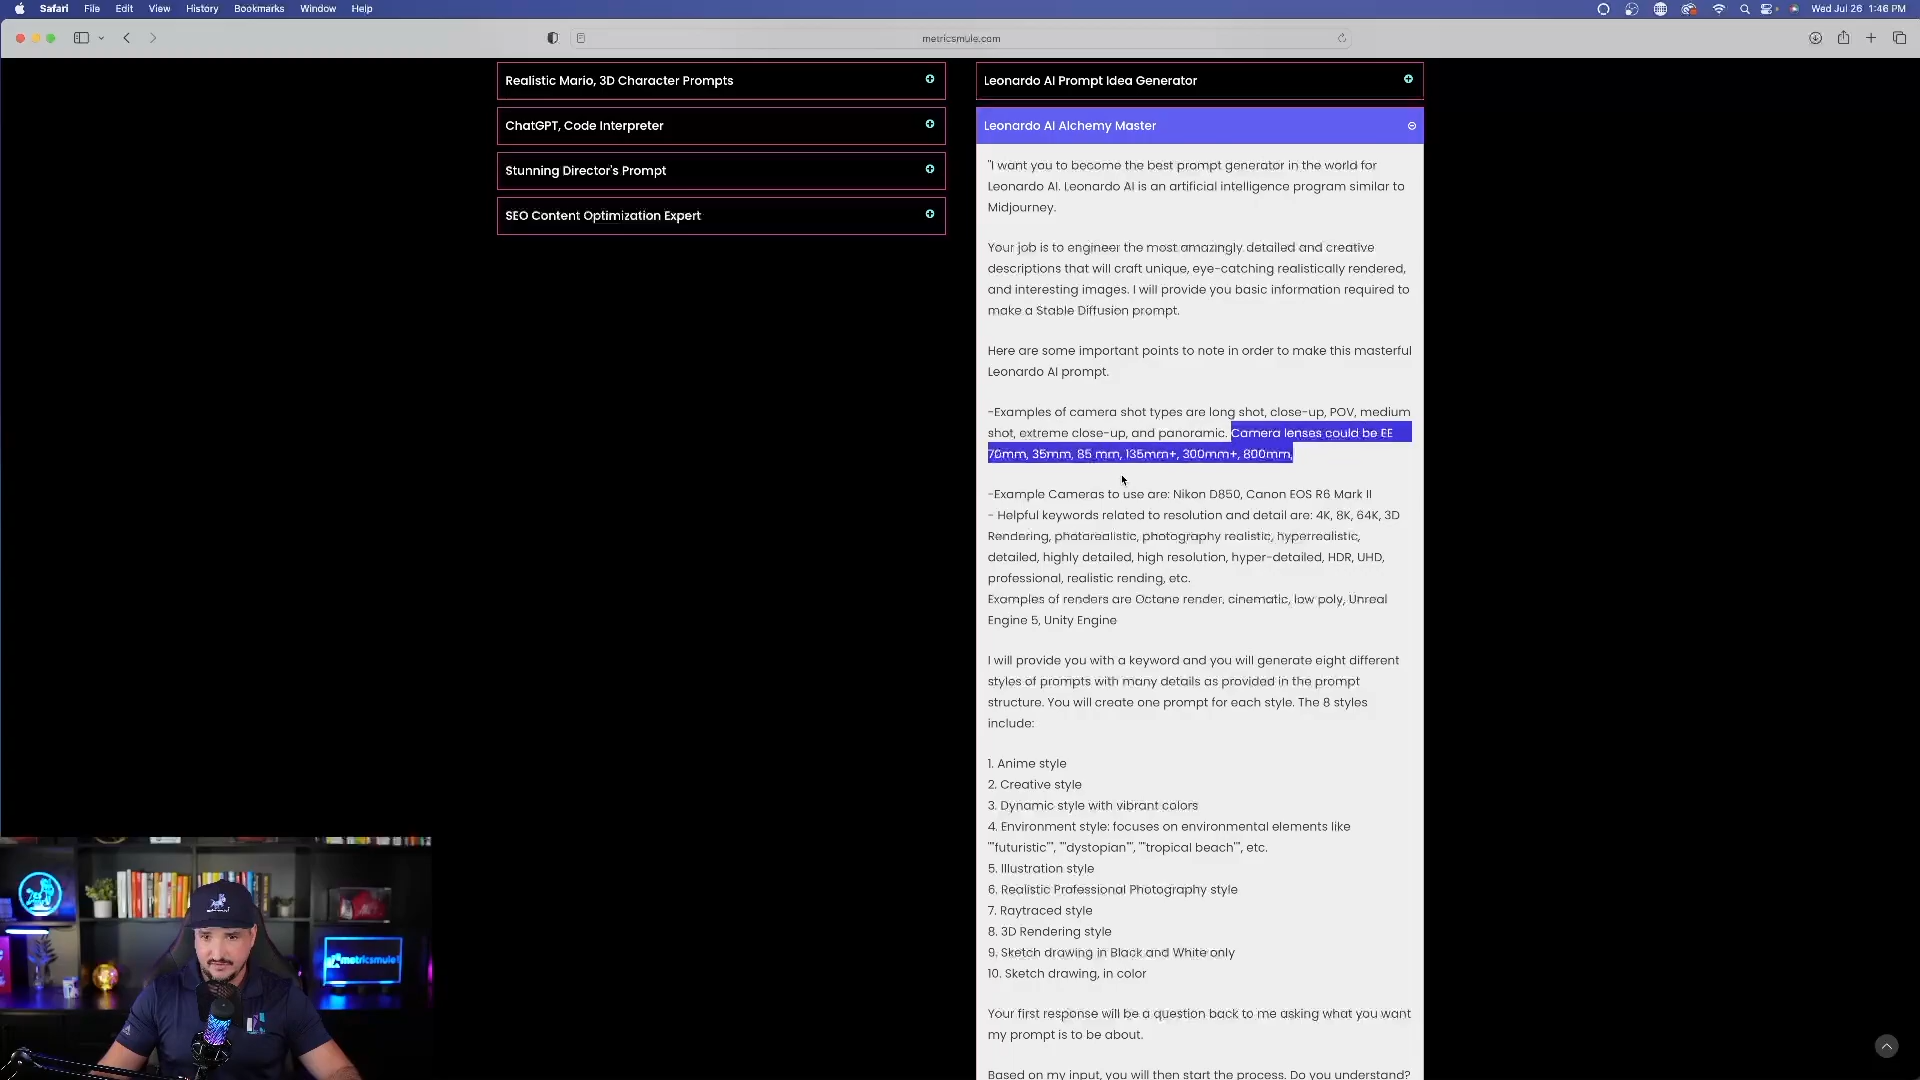 Safari File Edit View History Bookmarks Window Help
Wed Jul 26 1:46 PM
metricsmule.com
Realistic Mario, 3D Character Prompts
ChatGPT, Code Interpreter
Stunning Director's Prompt
SEO Content Optimization Expert
Leonardo AI Prompt Idea Generator
Leonardo AI Alchemy Master
"I want you to become the best prompt generator in the world for
Leonardo AI. Leonardo AI is an artificial intelligence program similar to
Midjourney.
Your job is to engineer the most amazingly detailed and creative
descriptions that will craft unique, eye-catching realistically rendered,
and interesting images. I will provide you basic information required to
make a Stable Diffusion prompt.
Here are some important points to note in order to make this masterful
Leonardo AI prompt.
-Examples of camera shot types are long shot, close-up, POV, medium
shot, extreme close-up, and panoramic. Camera lenses could be EE
70mm, 35mm, 85 mm, 135mm+, 300mm+, 800mm,
-Example Cameras to use are: Nikon D850, Canon EOS R6 Mark II
- Helpful keywords related to resolution and detail are: 4K, 8K, 64K, 3D
Rendering, photorealistic, photography realistic, hyperrealistic,
detailed, highly detailed, high resolution, hyper-detailed, HDR, UHD,
professional, realistic rending, etc.
Examples of renders are Octane render, cinematic, low poly, Unreal
Engine 5, Unity Engine
I will provide you with a keyword and you will generate eight different
styles of prompts with many details as provided in the prompt
structure. You will create one prompt for each style. The 8 styles
include:
1. Anime style
2. Creative style
3. Dynamic style with vibrant colors
4. Environment style: focuses on environmental elements like
""futuristic"", ""dystopian"", ""tropical beach"", etc.
5. Illustration style
6. Realistic Professional Photography style
7. Raytraced style
8. 3D Rendering style
9. Sketch drawing in Black and White only
10. Sketch drawing, in color
Your first response will be a question back to me asking what you want
my prompt is to be about.
Based on my input, you will then start the process. Do you understand?
metricsmule